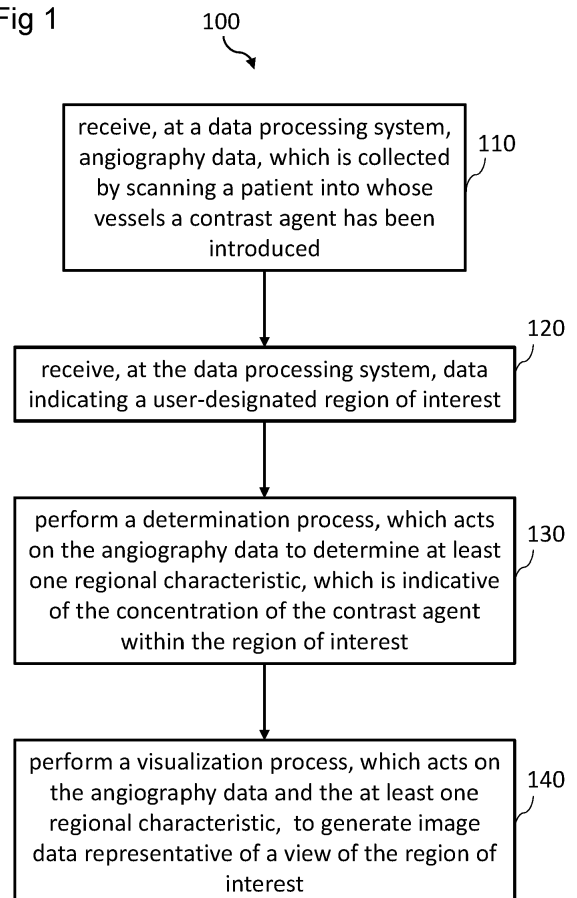 Fig 1
100
receive, at a data processing system,
angiography data, which is collected
by scanning a patient into whose
vessels a contrast agent has been
introduced
110
120
receive, at the data processing system, data
indicating a user-designated region of interest
perform a determination process, which acts
on the angiography data to determine at least
one regional characteristic, which is indicative
of the concentration of the contrast agent
within the region of interest
130
perform a visualization process, which acts on
the angiography data and the at least one
regional characteristic, to generate image
data representative of a view of the region of
interest
140